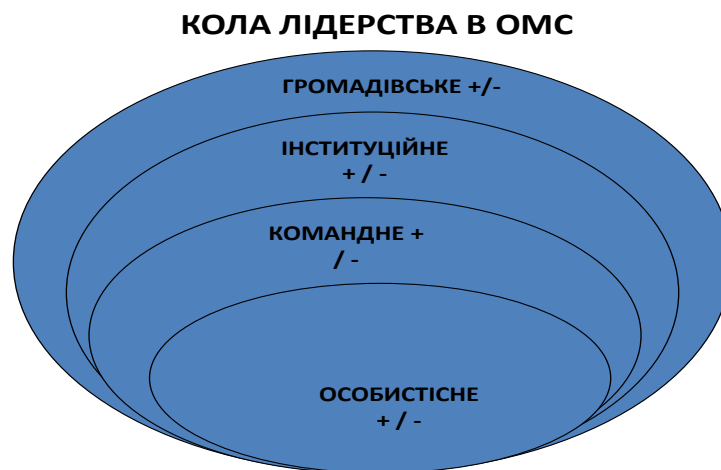 КОЛА ЛІДЕРСТВА В ОМС
ГРОМАДІВСЬКЕ +/-
ІНСТИТУЦІЙНЕ
+ / -
КОМАНДНЕ +
/ -
ОСОБИСТІСНЕ
+ / -